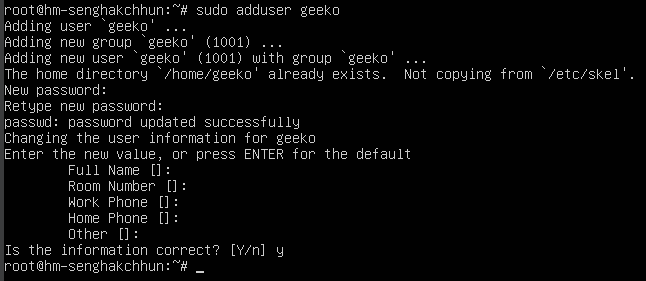 root@hm-senghakchhun:~# sudo adduser geeko
Adding user `geeko' ...
Adding new group `geeko' (1001) ...
Adding new user `geeko' (1001) with group `geeko' ...
The home directory `/home/geeko' already exists.  Not copying from `/etc/skel'.
New password:
Retype new password:
passwd: password updated successfully
Changing the user information for geeko
Enter the new value, or press ENTER for the default
        Full Name []:
        Room Number []:
        Work Phone []:
        Home Phone []:
        Other []:
Is the information correct? [Y/n] y
root@hm-senghakchhun:~# _